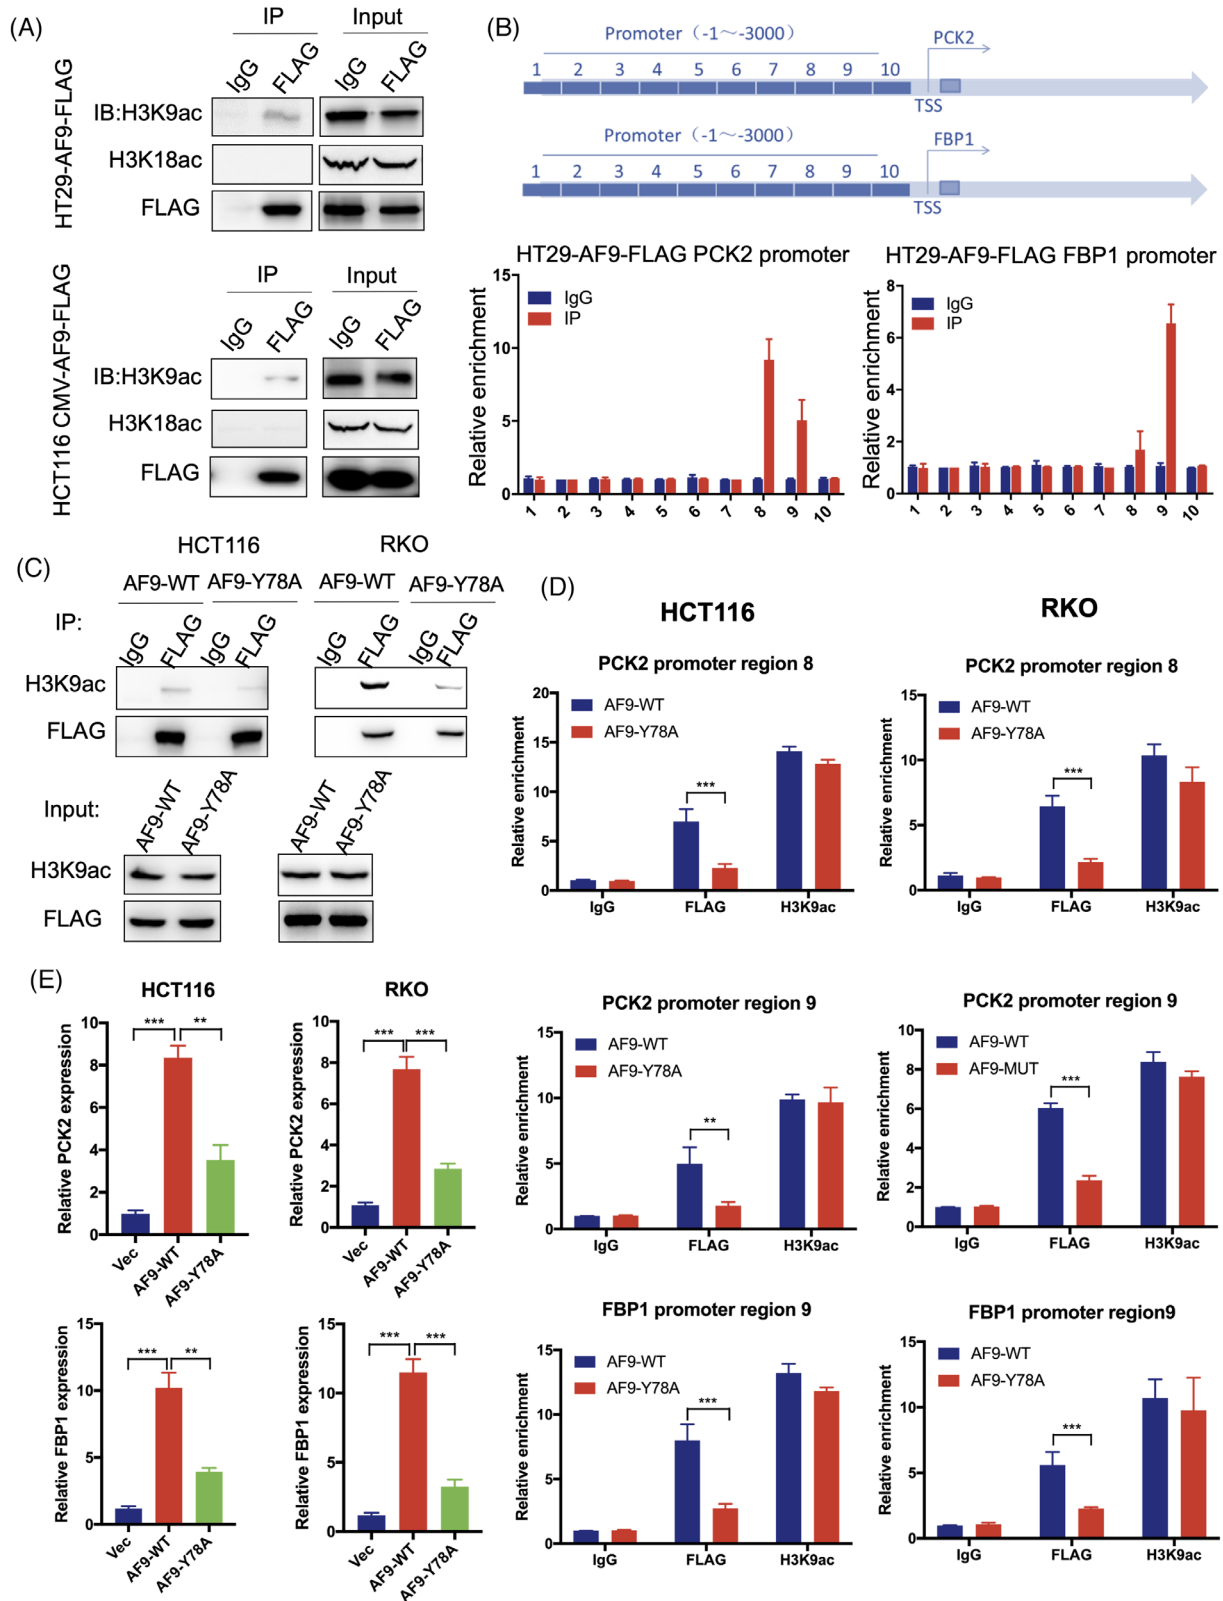 (A)
IP Input
IgG FLAG IgG FLAG
HT29-AF9-FLAG
IB:H3K9ac
H3K18ac
FLAG
IP Input
IgG FLAG IgG FLAG
HCT116 CMV-AF9-FLAG
IB:H3K9ac
H3K18ac
FLAG
(B)
Promoter（-1～-3000） PCK2
1 2 3 4 5 6 7 8 9 10
TSS
Promoter（-1～-3000） FBP1
1 2 3 4 5 6 7 8 9 10
TSS
HT29-AF9-FLAG PCK2 promoter
Relative enrichment
15
10
5
0
IgG
IP
1 2 3 4 5 6 7 8 9 10
HT29-AF9-FLAG FBP1 promoter
Relative enrichment
8
6
4
2
0
IgG
IP
1 2 3 4 5 6 7 8 9 10
(C)
HCT116 RKO
AF9-WT AF9-Y78A AF9-WT AF9-Y78A
IP:
IgG FLAG IgG FLAG IgG FLAG IgG FLAG
H3K9ac
FLAG
Input:
AF9-WT AF9-Y78A AF9-WT AF9-Y78A
H3K9ac
FLAG
(D)
HCT116 RKO
PCK2 promoter region 8
Relative enrichment
20
15
10
5
0
AF9-WT
AF9-Y78A
***
IgG FLAG H3K9ac
PCK2 promoter region 8
Relative enrichment
15
10
5
0
AF9-WT
AF9-Y78A
***
IgG FLAG H3K9ac
PCK2 promoter region 9
Relative enrichment
15
10
5
0
AF9-WT
AF9-Y78A
**
IgG FLAG H3K9ac
PCK2 promoter region 9
Relative enrichment
10
8
6
4
2
0
AF9-WT
AF9-MUT
***
IgG FLAG H3K9ac
FBP1 promoter region 9
Relative enrichment
15
10
5
0
AF9-WT
AF9-Y78A
***
IgG FLAG H3K9ac
FBP1 promoter region9
Relative enrichment
15
10
5
0
AF9-WT
AF9-Y78A
***
IgG FLAG H3K9ac
(E)
HCT116
Relative PCK2 expression
10
8
6
4
2
0
*** **
Vec AF9-WT AF9-Y78A
RKO
Relative PCK2 expression
10
8
6
4
2
0
*** ***
Vec AF9-WT AF9-Y78A
Relative FBP1 expression
15
10
5
0
*** **
Vec AF9-WT AF9-Y78A
Relative FBP1 expression
15
10
5
0
*** ***
Vec AF9-WT AF9-Y78A